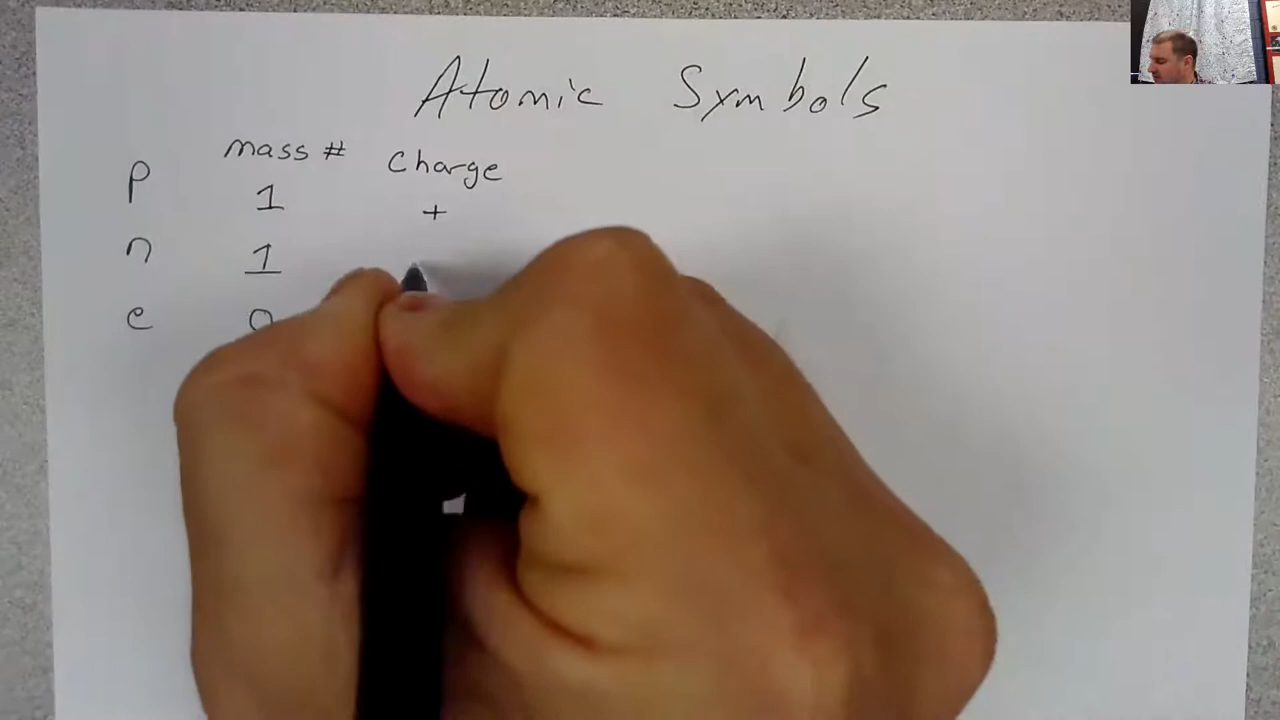 Atomic Symbols
mass # charge
p 1 +
n 1
e 0